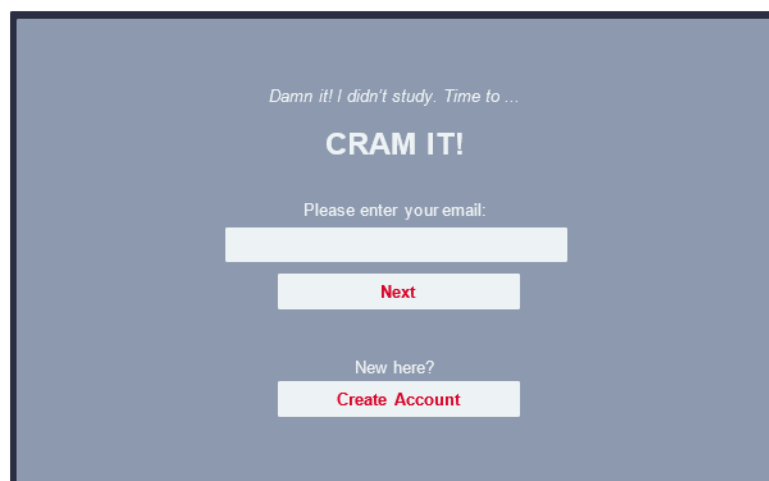 Damn it! I didn't study. Time to ...
CRAM IT!
Please enter your email:
Next
New here?
Create Account